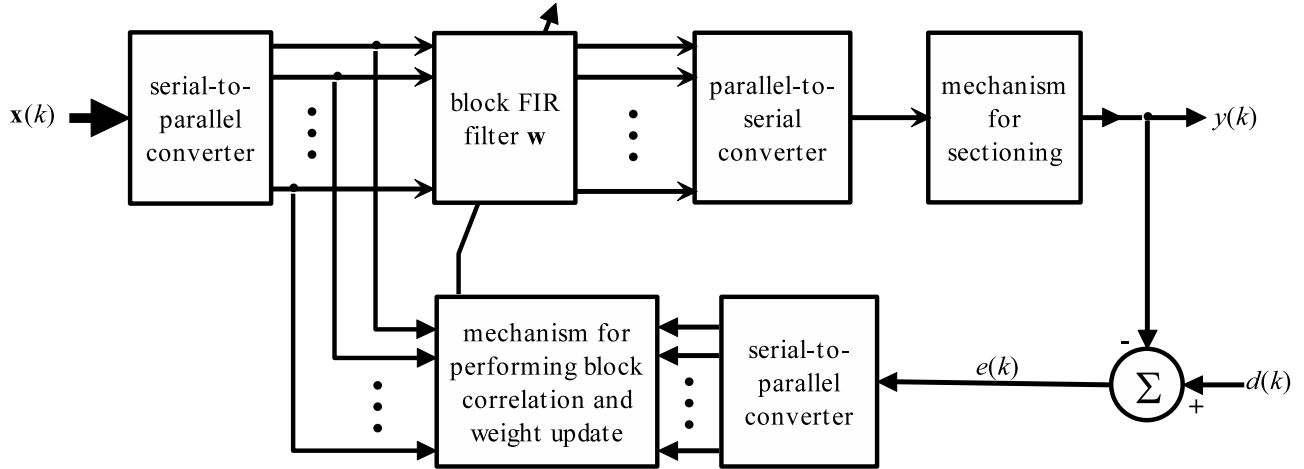 x(k)
serial-to-
parallel
converter
block FIR
filter w
parallel-to-
serial
converter
mechanism
for
sectioning
y(k)
mechanism for
performing block
correlation and
weight update
serial-to-
parallel
converter
e(k)
-
Σ
+
d(k)